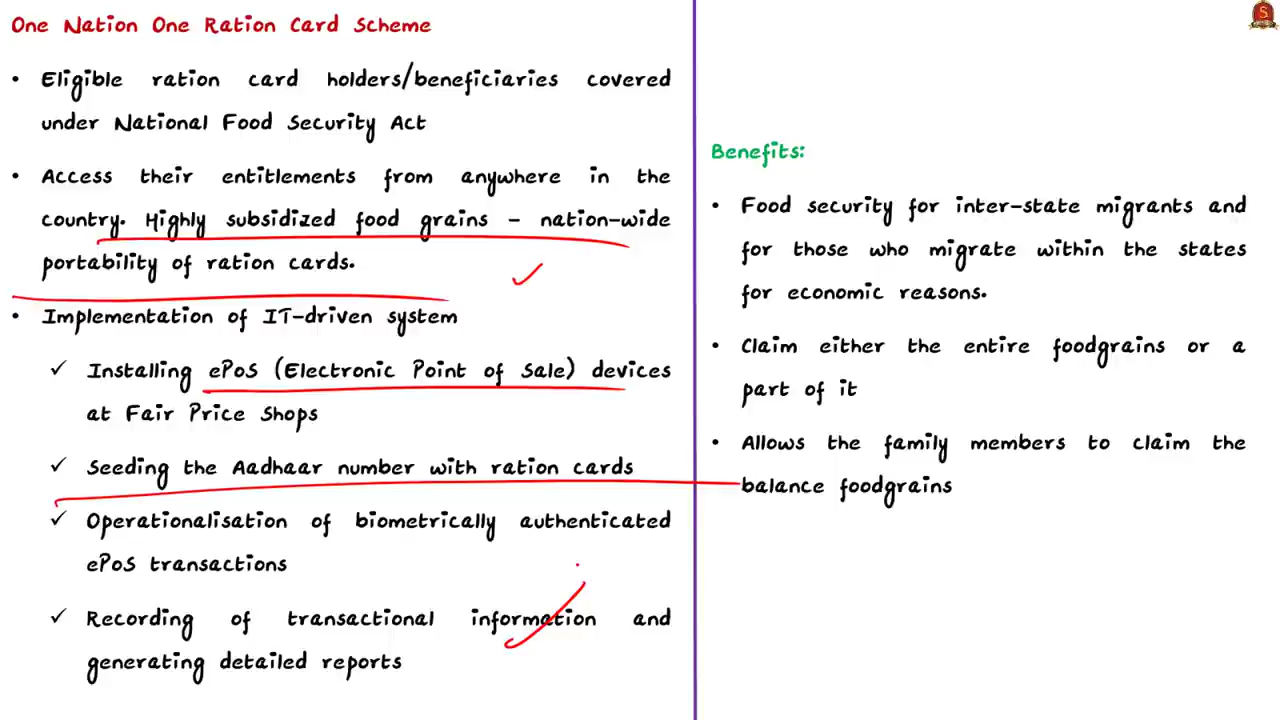 One Nation One Ration Card Scheme
• Eligible ration card holders/beneficiaries covered
under National Food Security Act
• Access their entitlements from anywhere in the
country. Highly subsidized food grains - nation-wide
portability of ration cards.
• Implementation of IT-driven system
✓ Installing ePoS (Electronic Point of Sale) devices
at Fair Price Shops
✓ Seeding the Aadhaar number with ration cards
✓ Operationalisation of biometrically authenticated
ePoS transactions
✓ Recording of transactional information and
generating detailed reports
Benefits:
• Food security for inter-state migrants and
for those who migrate within the states
for economic reasons.
• Claim either the entire foodgrains or a
part of it
• Allows the family members to claim the
balance foodgrains
S